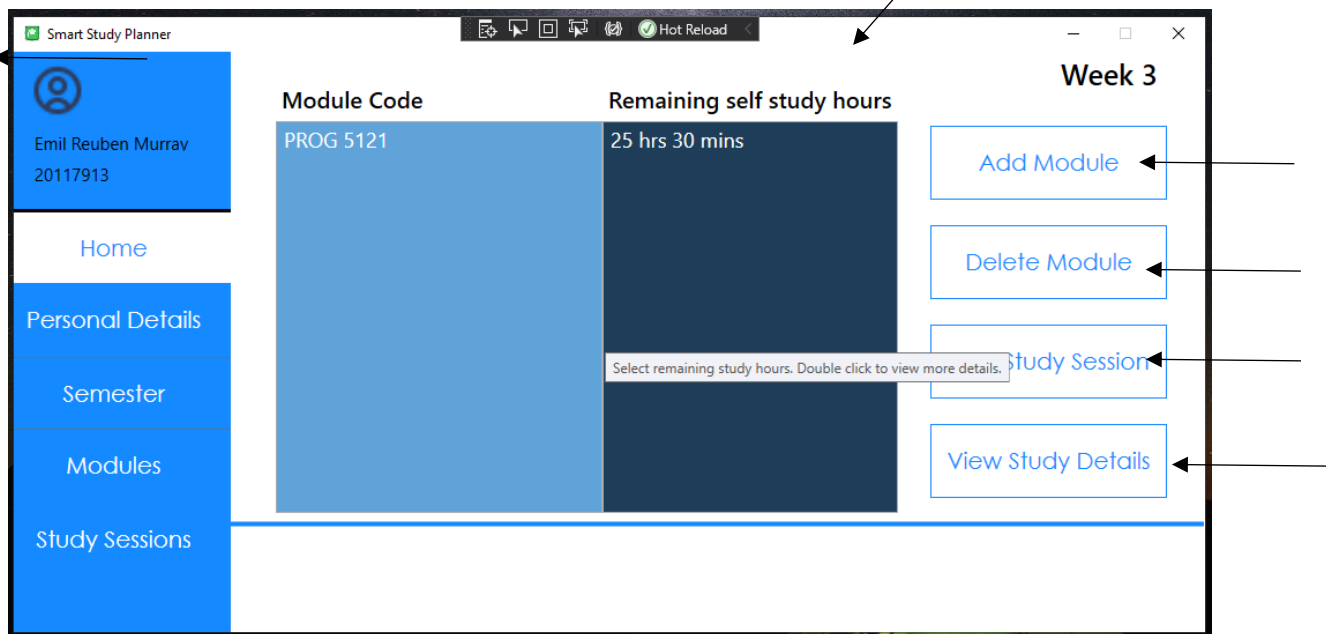 Smart Study Planner
Hot Reload
Week 3
Emil Reuben Murray
20117913
Home
Personal Details
Semester
Modules
Study Sessions
Module Code
Remaining self study hours
PROG 5121
25 hrs 30 mins
Select remaining study hours. Double click to view more details.
Add Module
Delete Module
Study Session
View Study Details